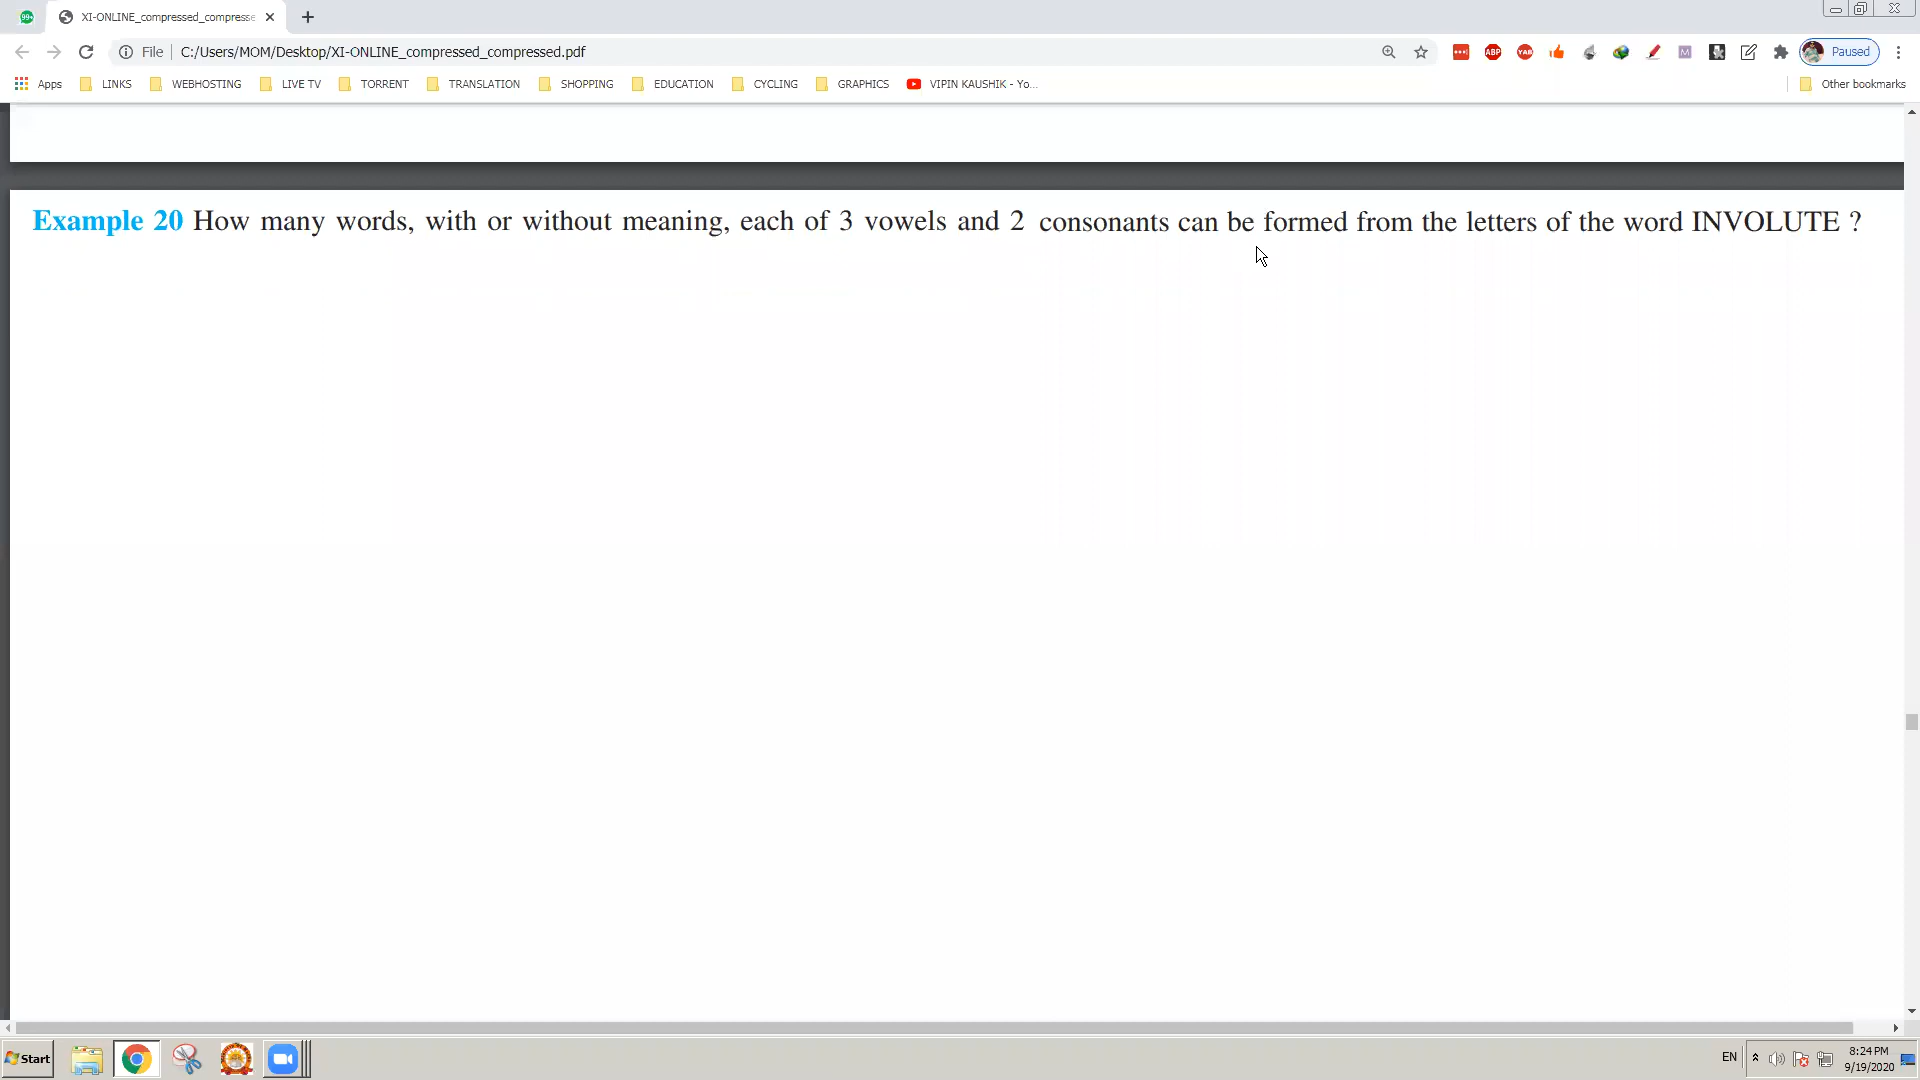 XI-ONLINE_compressed_compresse
File C:/Users/MOM/Desktop/XI-ONLINE_compressed_compressed.pdf
ABP
YAB
M
Paused
Apps LINKS WEBHOSTING LIVE TV TORRENT TRANSLATION SHOPPING EDUCATION CYCLING GRAPHICS VIPIN KAUSHIK - Yo... Other bookmarks
Example 20 How many words, with or without meaning, each of 3 vowels and 2 consonants can be formed from the letters of the word INVOLUTE ?
Start
EN
8:24 PM
9/19/2020